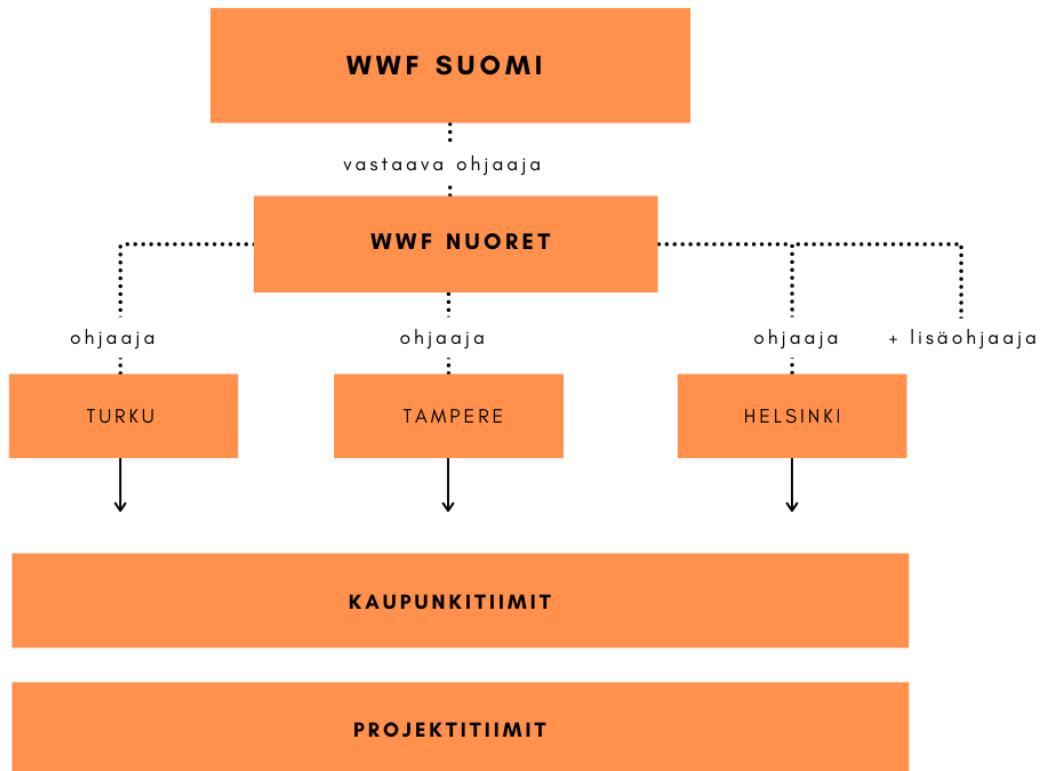 WWF SUOMI
vastaava ohjaaja
WWF NUORET
ohjaaja
ohjaaja
ohjaaja
+ lisäohjaaja
TURKU
TAMPERE
HELSINKI
KAUPUNKITIIMIT
PROJEKTITIIMIT